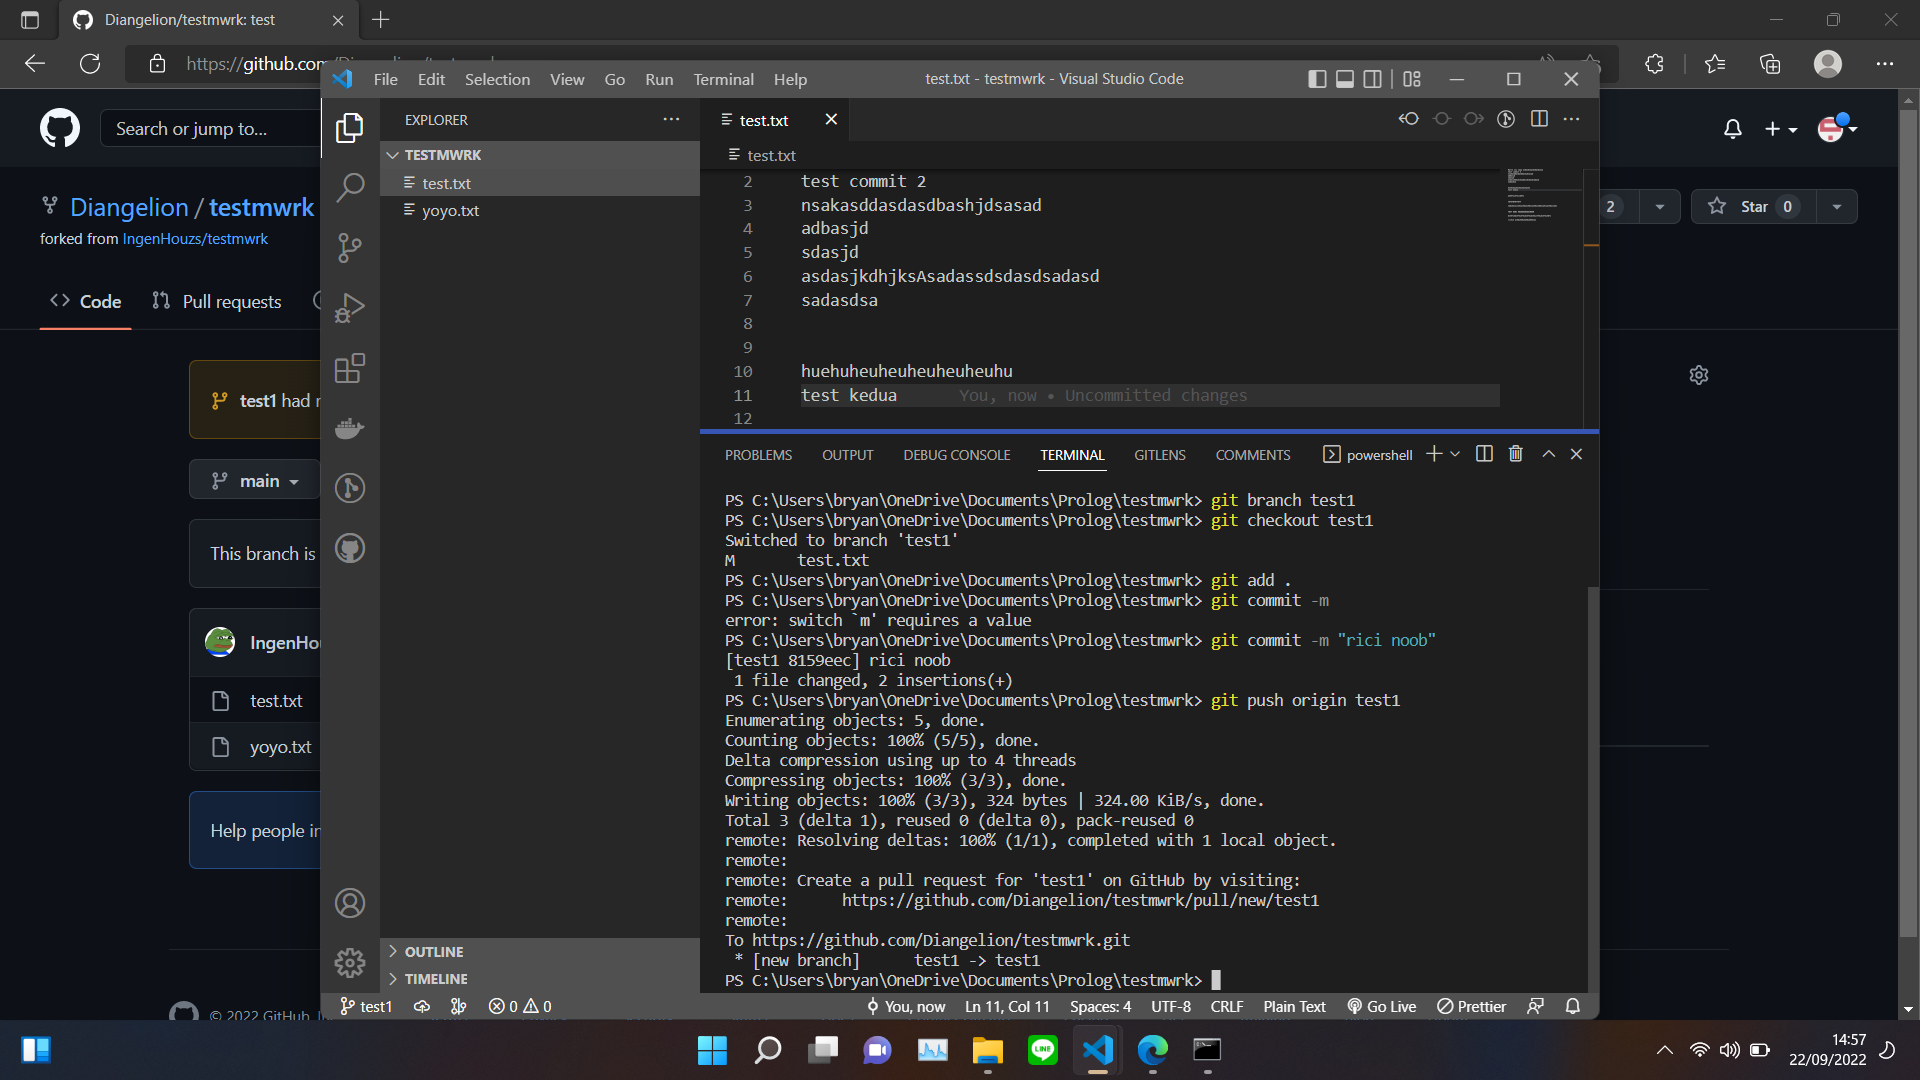 Diangelion/testmwrk: test
https://github.com
File Edit Selection View Go Run Terminal Help
test.txt - testmwrk - Visual Studio Code
Search or jump to...
EXPLORER
test.txt
TESTMWRK
test.txt
yoyo.txt
test.txt
2 test commit 2
3 nsakasddasdasdbashjdsasad
4 adbasjd
5 sdasjd
6 asdasjkdhjksAsadassdsdasdsadasd
7 sadasdsa
8
9
10 huehuheuheuheuheuheuhu
11 test kedua You, now • Uncommitted changes
12
Diangelion / testmwrk
forked from IngenHouzs/testmwrk
2
Star 0
Code
Pull requests
test1 had
main
This branch is
IngenHou
test.txt
yoyo.txt
Help people in
© 2022 GitHub,
PROBLEMS OUTPUT DEBUG CONSOLE TERMINAL GITLENS COMMENTS powershell
PS C:\Users\bryan\OneDrive\Documents\Prolog\testmwrk> git branch test1
PS C:\Users\bryan\OneDrive\Documents\Prolog\testmwrk> git checkout test1
Switched to branch 'test1'
M test.txt
PS C:\Users\bryan\OneDrive\Documents\Prolog\testmwrk> git add .
PS C:\Users\bryan\OneDrive\Documents\Prolog\testmwrk> git commit -m
error: switch `m' requires a value
PS C:\Users\bryan\OneDrive\Documents\Prolog\testmwrk> git commit -m "rici noob"
[test1 8159eec] rici noob
1 file changed, 2 insertions(+)
PS C:\Users\bryan\OneDrive\Documents\Prolog\testmwrk> git push origin test1
Enumerating objects: 5, done.
Counting objects: 100% (5/5), done.
Delta compression using up to 4 threads
Compressing objects: 100% (3/3), done.
Writing objects: 100% (3/3), 324 bytes | 324.00 KiB/s, done.
Total 3 (delta 1), reused 0 (delta 0), pack-reused 0
remote: Resolving deltas: 100% (1/1), completed with 1 local object.
remote:
remote: Create a pull request for 'test1' on GitHub by visiting:
remote: https://github.com/Diangelion/testmwrk/pull/new/test1
remote:
To https://github.com/Diangelion/testmwrk.git
* [new branch] test1 -> test1
PS C:\Users\bryan\OneDrive\Documents\Prolog\testmwrk>
OUTLINE
TIMELINE
test1 0 0 You, now Ln 11, Col 11 Spaces: 4 UTF-8 CRLF Plain Text Go Live Prettier
LINE
14:57
22/09/2022